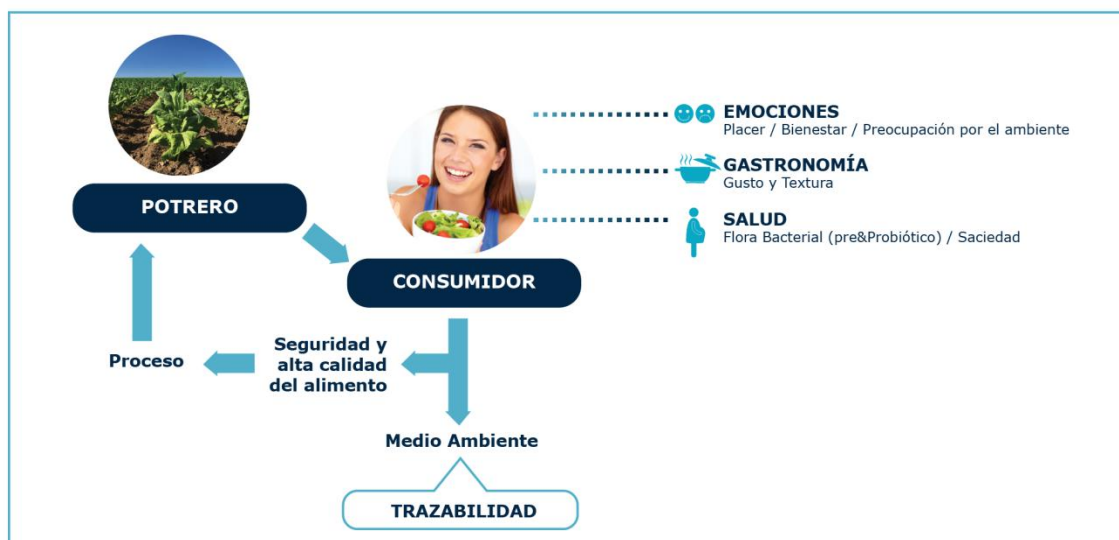 EMOCIONES
Placer / Bienestar / Preocupación por el ambiente
GASTRONOMÍA
Gusto y Textura
POTRERO
SALUD
Flora Bacterial (pre&Probiótico) / Saciedad
CONSUMIDOR
Proceso
Seguridad y
alta calidad
del alimento
Medio Ambiente
TRAZABILIDAD